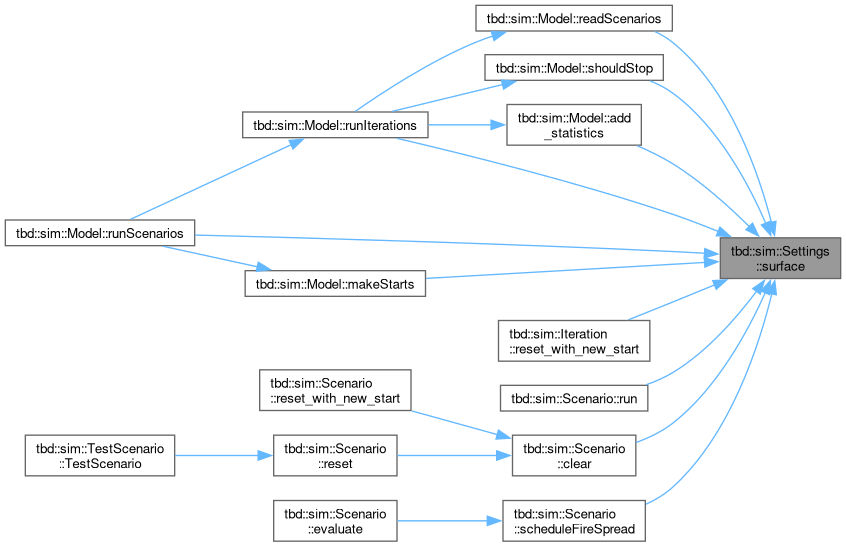 tbd::sim::Model::readScenarios
tbd::sim::Model::shouldStop
tbd::sim::Model::add
_statistics
tbd::sim::Model::runIterations
tbd::sim::Model::runScenarios
tbd::sim::Settings
::surface
tbd::sim::Model::makeStarts
tbd::sim::Iteration
::reset_with_new_start
tbd::sim::Scenario
::reset_with_new_start
tbd::sim::Scenario::run
tbd::sim::TestScenario
::TestScenario
tbd::sim::Scenario
::reset
tbd::sim::Scenario
::clear
tbd::sim::Scenario
::evaluate
tbd::sim::Scenario
::scheduleFireSpread